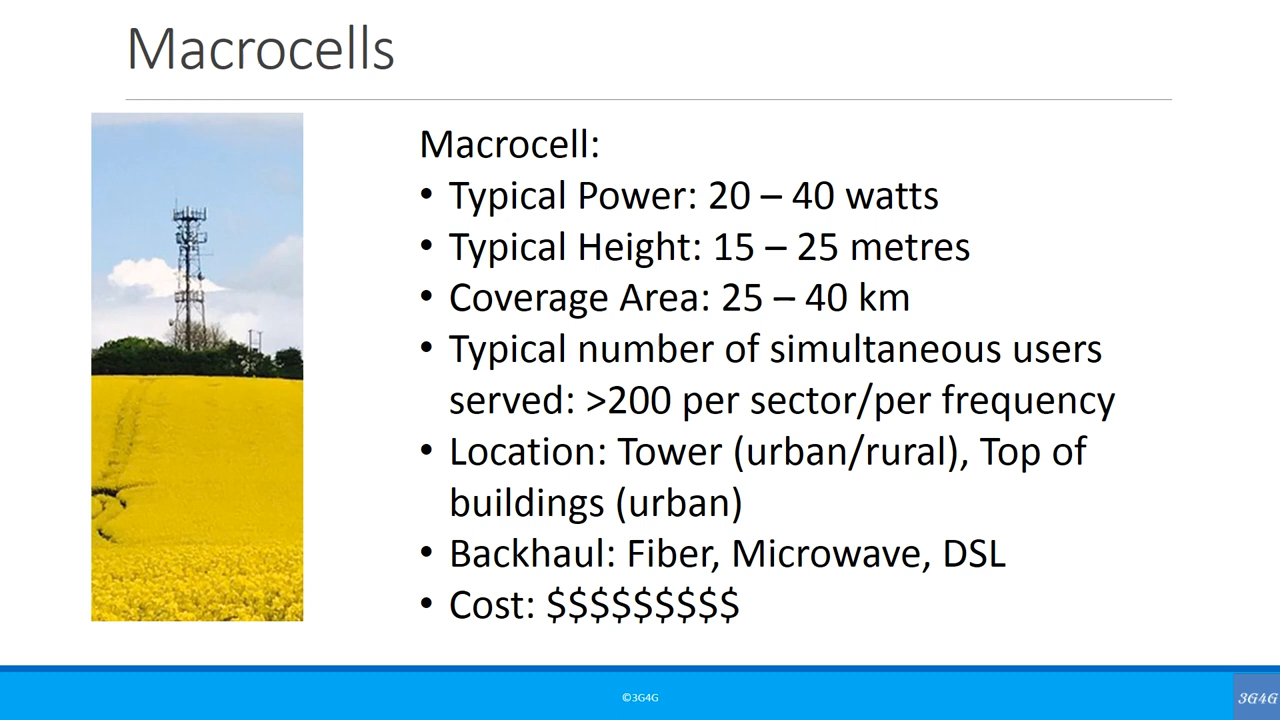 Macrocells
Macrocell:
• Typical Power: 20 – 40 watts
• Typical Height: 15 – 25 metres
• Coverage Area: 25 – 40 km
• Typical number of simultaneous users
served: >200 per sector/per frequency
• Location: Tower (urban/rural), Top of
buildings (urban)
• Backhaul: Fiber, Microwave, DSL
• Cost: $$$$$$$$$
©3G4G
3G4G